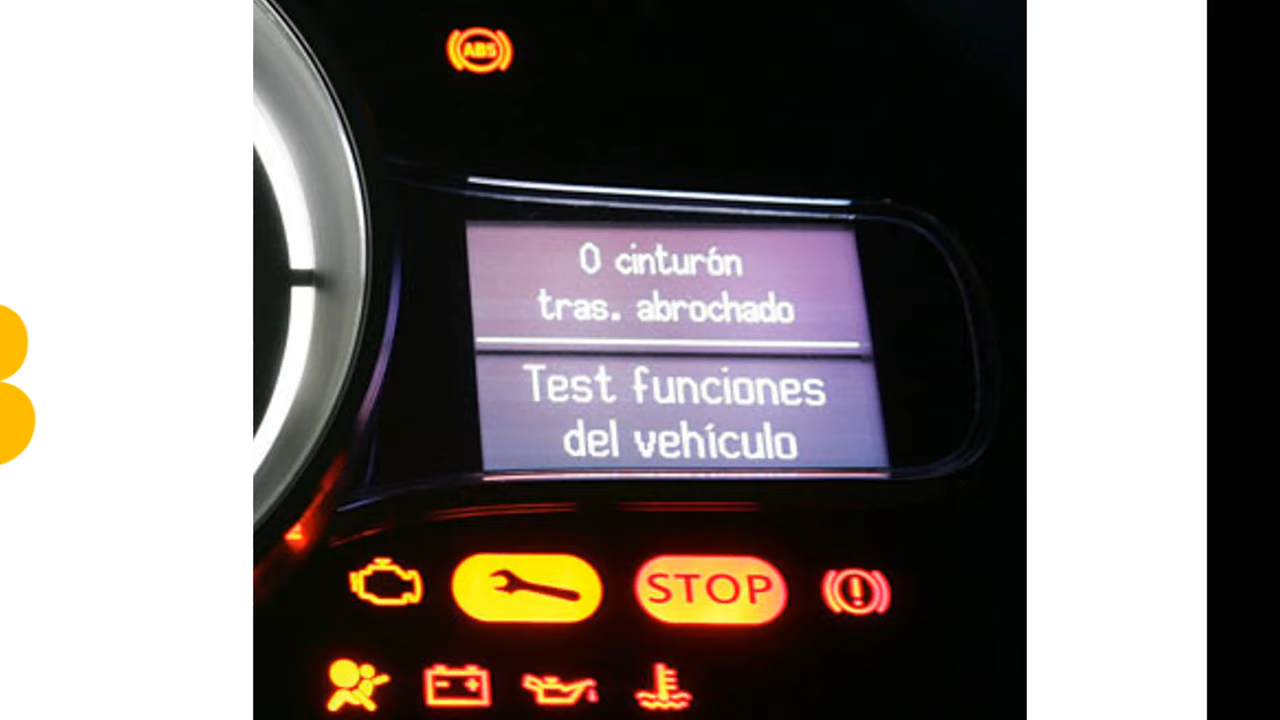 ABS
0 cinturón
tras. abrochado
Test funciones
del vehículo
STOP